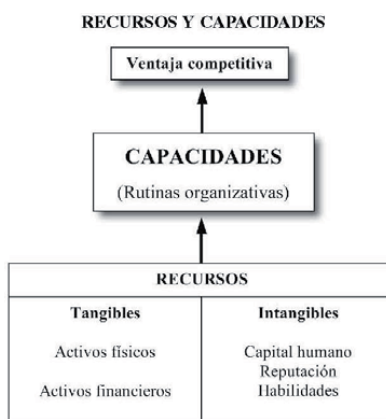 RECURSOS Y CAPACIDADES
Ventaja competitiva
CAPACIDADES
(Rutinas organizativas)
RECURSOS
Tangibles
Activos físicos
Activos financieros
Intangibles
Capital humano
Reputación
Habilidades